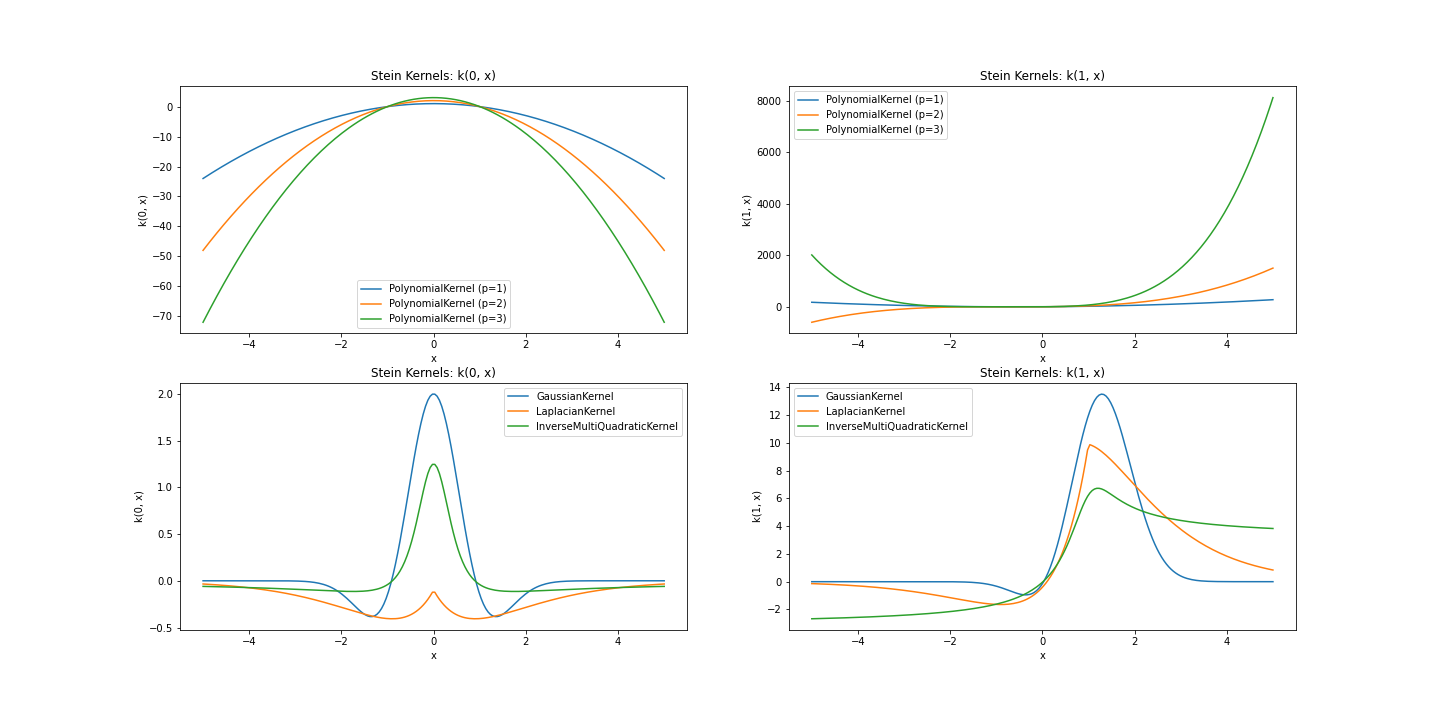 Stein Kernels: k(0, x)
k(0, x)
0
−10
−20
−30
−40
−50
−60
−70
PolynomialKernel (p=1)
PolynomialKernel (p=2)
PolynomialKernel (p=3)
−4 −2 0 2 4
x
Stein Kernels: k(1, x)
k(1, x)
8000
6000
4000
2000
0
PolynomialKernel (p=1)
PolynomialKernel (p=2)
PolynomialKernel (p=3)
−4 −2 0 2 4
x
Stein Kernels: k(0, x)
k(0, x)
2.0
1.5
1.0
0.5
0.0
−0.5
GaussianKernel
LaplacianKernel
InverseMultiQuadraticKernel
−4 −2 0 2 4
x
Stein Kernels: k(1, x)
k(1, x)
14
12
10
8
6
4
2
0
−2
GaussianKernel
LaplacianKernel
InverseMultiQuadraticKernel
−4 −2 0 2 4
x